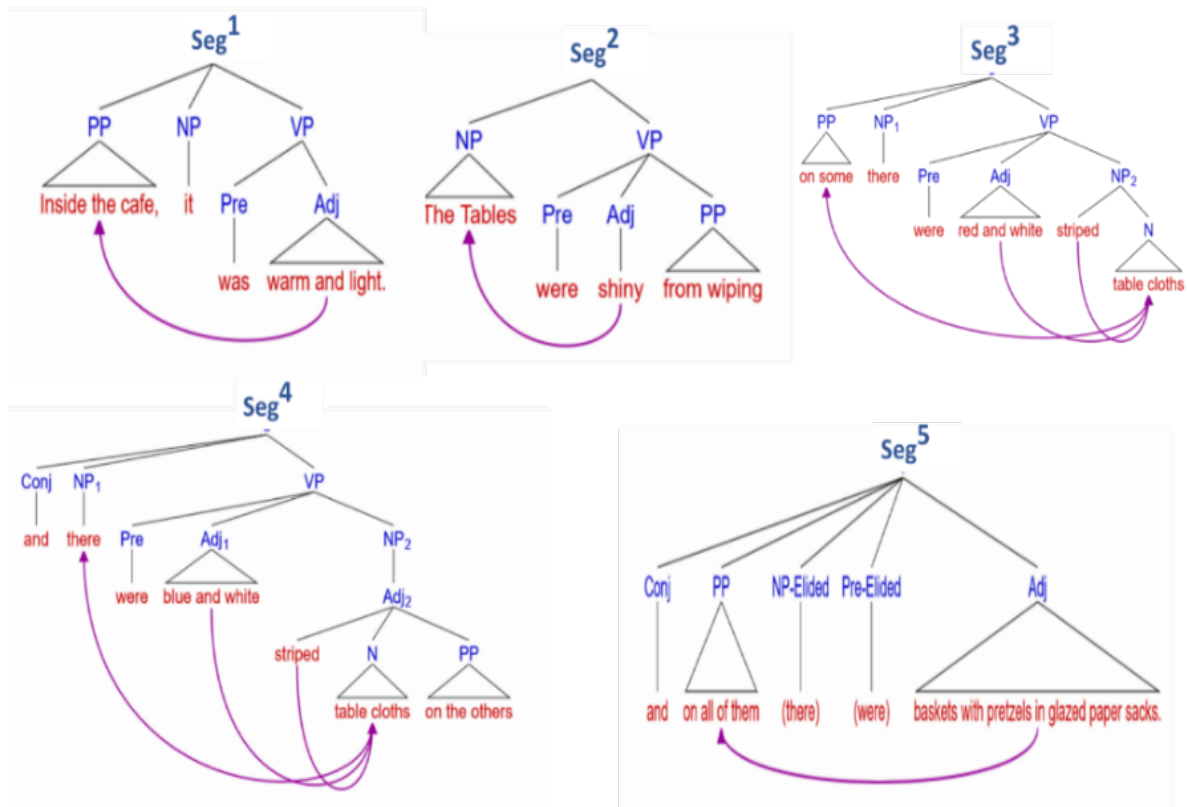 Seg1
PP NP VP
Inside the cafe, it Pre Adj
was warm and light.
Seg2
NP VP
The Tables Pre Adj PP
were shiny from wiping
Seg3
PP NP1 VP
on some there Pre Adj NP2
were red and white striped N
table cloths
Seg4
Conj NP1 VP
and there Pre Adj1 NP2
were blue and white Adj2
striped N PP
table cloths on the others
Seg5
Conj PP NP-Elided Pre-Elided Adj
and on all of them (there) (were) baskets with pretzels in glazed paper sacks.